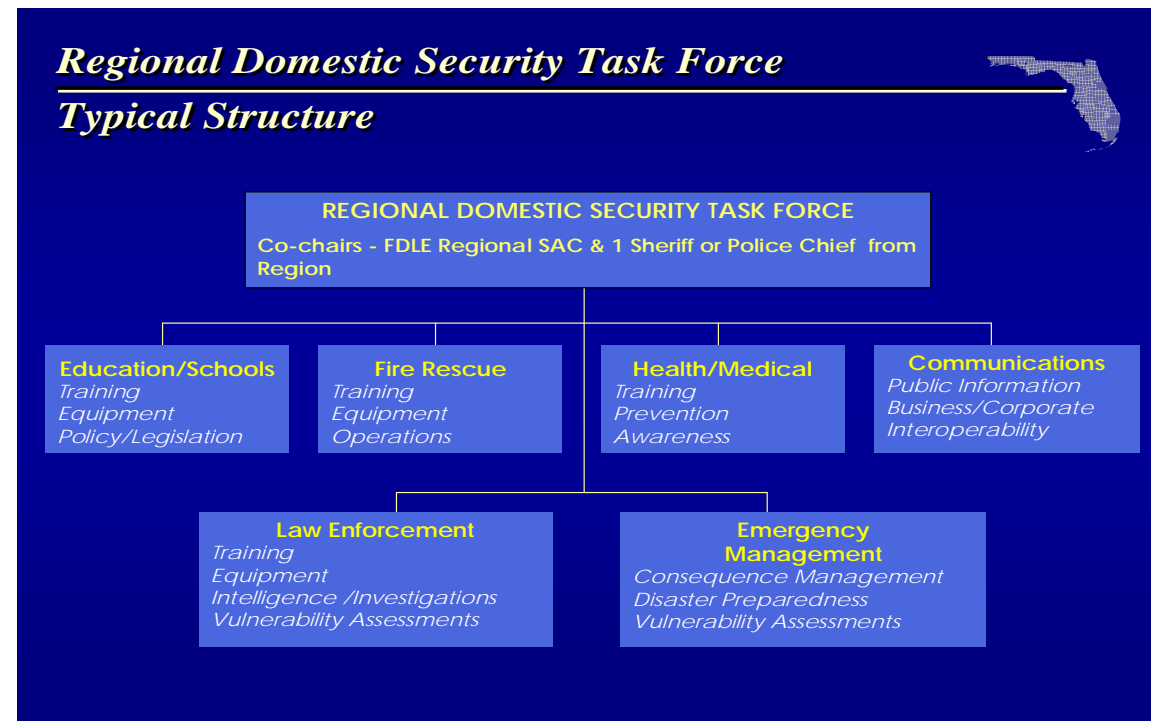 Regional Domestic Security Task Force
Typical Structure
REGIONAL DOMESTIC SECURITY TASK FORCE
Co-chairs - FDLE Regional SAC & 1 Sheriff or Police Chief from
Region
Education/Schools
Training
Equipment
Policy/Legislation
Fire Rescue
Training
Equipment
Operations
Health/Medical
Training
Prevention
Awareness
Communications
Public Information
Business/Corporate
Interoperability
Law Enforcement
Training
Equipment
Intelligence /Investigations
Vulnerability Assessments
Emergency
Management
Consequence Management
Disaster Preparedness
Vulnerability Assessments